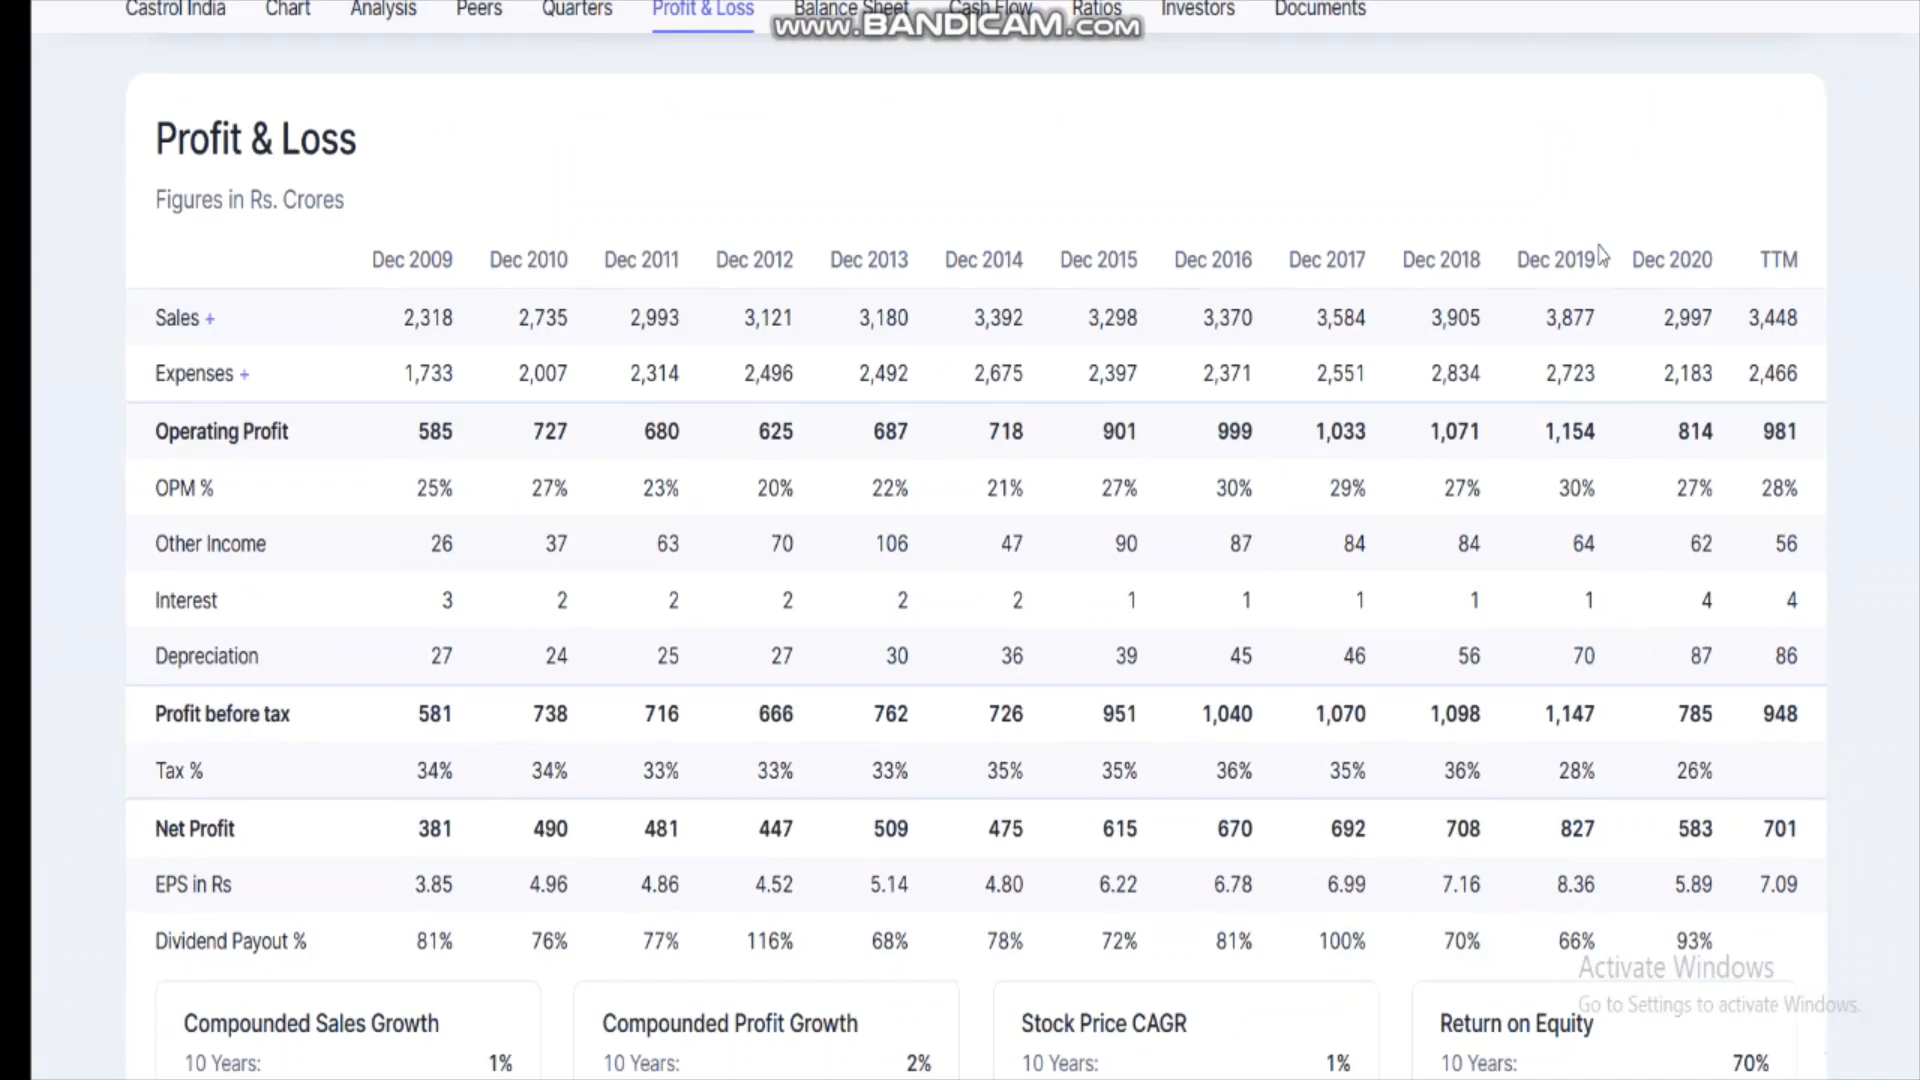 Castrol India Chart Analysis Peers Quarters Profit & Loss Balance Sheet Cash Flow Ratios Investors Documents
www.BANDICAM.com
Profit & Loss
Figures in Rs. Crores
Dec 2009 Dec 2010 Dec 2011 Dec 2012 Dec 2013 Dec 2014 Dec 2015 Dec 2016 Dec 2017 Dec 2018 Dec 2019 Dec 2020 TTM
Sales + 2,318 2,735 2,993 3,121 3,180 3,392 3,298 3,370 3,584 3,905 3,877 2,997 3,448
Expenses + 1,733 2,007 2,314 2,496 2,492 2,675 2,397 2,371 2,551 2,834 2,723 2,183 2,466
Operating Profit 585 727 680 625 687 718 901 999 1,033 1,071 1,154 814 981
OPM % 25% 27% 23% 20% 22% 21% 27% 30% 29% 27% 30% 27% 28%
Other Income 26 37 63 70 106 47 90 87 84 84 64 62 56
Interest 3 2 2 2 2 2 1 1 1 1 1 4 4
Depreciation 27 24 25 27 30 36 39 45 46 56 70 87 86
Profit before tax 581 738 716 666 762 726 951 1,040 1,070 1,098 1,147 785 948
Tax % 34% 34% 33% 33% 33% 35% 35% 36% 35% 36% 28% 26%
Net Profit 381 490 481 447 509 475 615 670 692 708 827 583 701
EPS in Rs 3.85 4.96 4.86 4.52 5.14 4.80 6.22 6.78 6.99 7.16 8.36 5.89 7.09
Dividend Payout % 81% 76% 77% 116% 68% 78% 72% 81% 100% 70% 66% 93%
Activate Windows
Go to Settings to activate Windows.
Compounded Sales Growth Compounded Profit Growth Stock Price CAGR Return on Equity
10 Years: 1% 10 Years: 2% 10 Years: 1% 10 Years: 70%